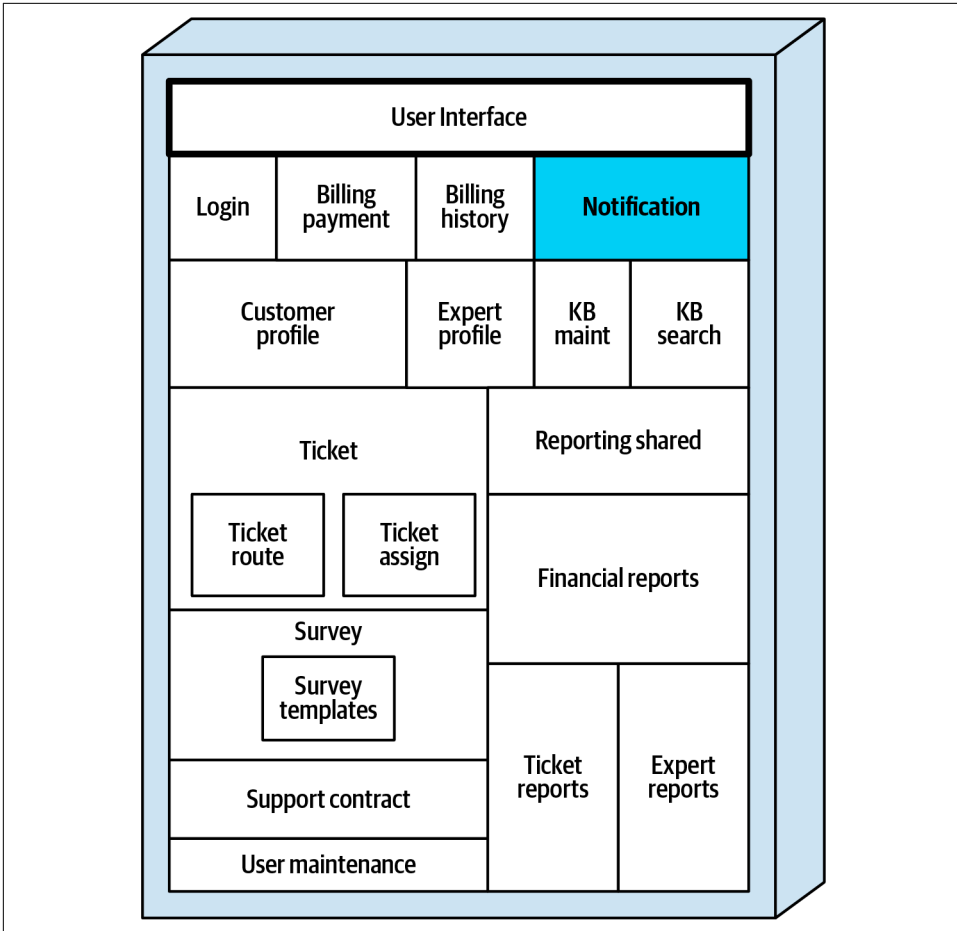 User Interface
Login
Billing
payment
Billing
history
Notification
Customer
profile
Expert
profile
KB
maint
KB
search
Ticket
Ticket
route
Ticket
assign
Reporting shared
Financial reports
Survey
Survey
templates
Support contract
User maintenance
Ticket
reports
Expert
reports